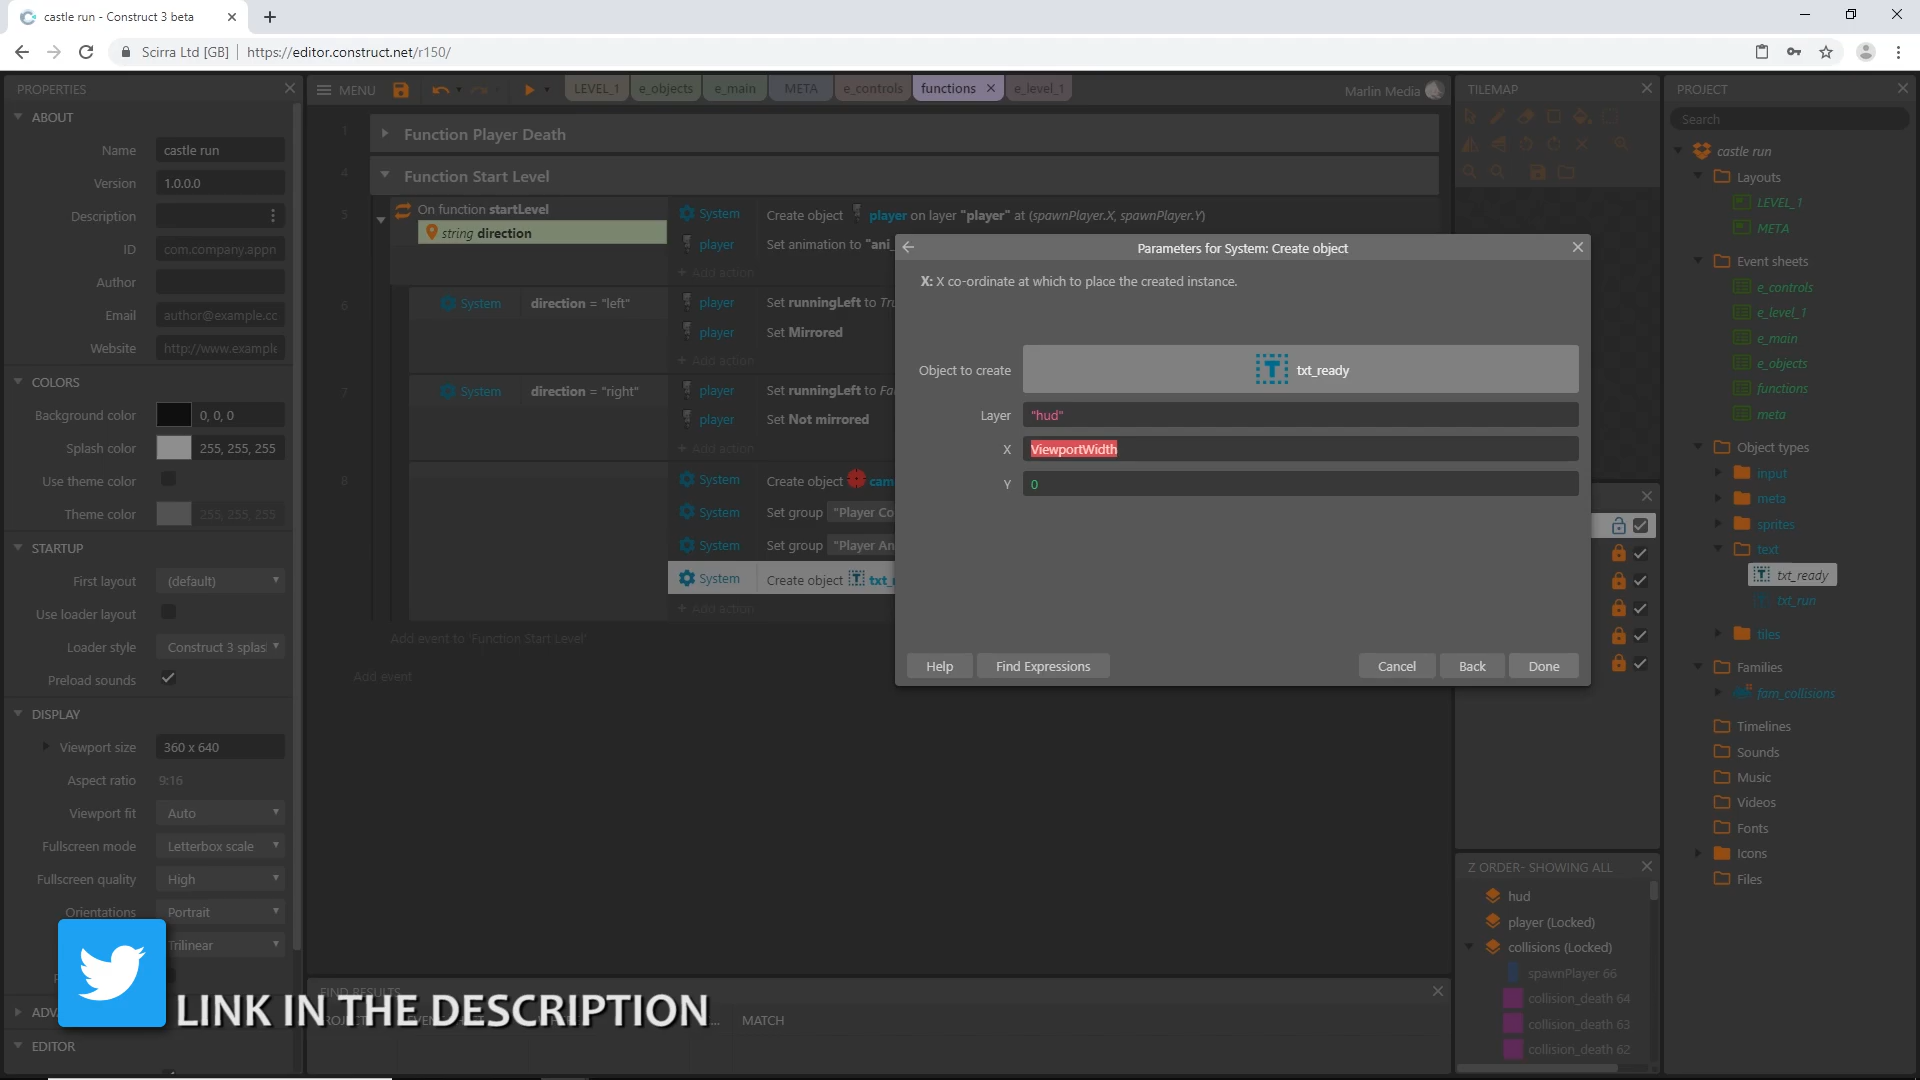 castle run - Construct 3 beta
Scirra Ltd [GB]
https://editor.construct.net/r150/
PROPERTIES
ABOUT
Name castle run
Version 1.0.0.0
Description
ID com.company.appn
Author
Email author@example.cc
Website http://www.example
COLORS
Background color 0, 0, 0
Splash color 255, 255, 255
Use theme color
Theme color 255, 255, 255
STARTUP
First layout (default)
Use loader layout
Loader style Construct 3 splas
Preload sounds
DISPLAY
Viewport size 360 x 640
Aspect ratio 9:16
Viewport fit Auto
Fullscreen mode Letterbox scale
Fullscreen quality High
Orientations Portrait
Trilinear
EDITOR
MENU
LEVEL_1
e_objects
e_main
META
e_controls
functions
e_level_1
Marlin Media
1 Function Player Death
4 Function Start Level
5 On function startLevel
string direction
System Create object player on layer "player" at (spawnPlayer.X, spawnPlayer.Y)
player Set animation to "ani_
+ Add action
6 System direction = "left"
player Set runningLeft to Tru
player Set Mirrored
+ Add action
7 System direction = "right"
player Set runningLeft to Fa
player Set Not mirrored
+ Add action
8 System Create object cam
System Set group "Player Co
System Set group "Player An
System Create object txt_r
+ Add action
Add event to 'Function Start Level'
Add event
Parameters for System: Create object
X: X co-ordinate at which to place the created instance.
Object to create txt_ready
Layer "hud"
X ViewportWidth
Y 0
Help
Find Expressions
Cancel
Back
Done
FIND RESULTS
MATCH
LINK IN THE DESCRIPTION
TILEMAP
Z ORDER- SHOWING ALL
hud
player (Locked)
collisions (Locked)
spawnPlayer 66
collision_death 64
collision_death 63
collision_death 62
PROJECT
Search
castle run
Layouts
LEVEL_1
META
Event sheets
e_controls
e_level_1
e_main
e_objects
functions
meta
Object types
input
meta
sprites
text
txt_ready
txt_run
tiles
Families
fam_collisions
Timelines
Sounds
Music
Videos
Fonts
Icons
Files